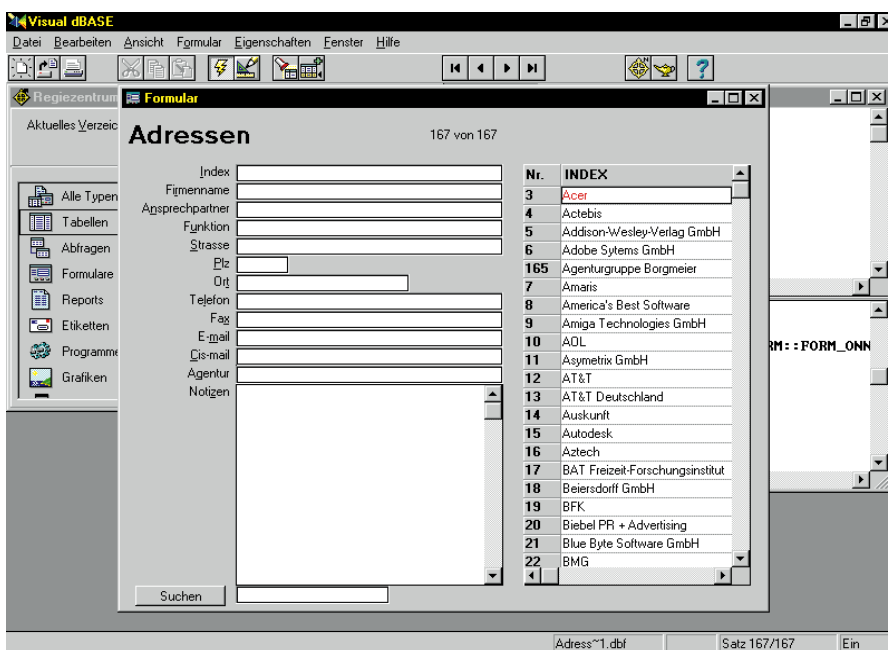 Visual dBASE
Datei Bearbeiten Ansicht Formular Eigenschaften Fenster Hilfe
Regiezentrum
Aktuelles Verzeic
Alle Typen
Tabellen
Abfragen
Formulare
Reports
Etiketten
Programme
Grafiken
Formular
Adressen
167 von 167
Index
Firmenname
Ansprechpartner
Funktion
Strasse
Plz
Ort
Telefon
Fax
E-mail
Cis-mail
Agentur
Notizen
Suchen
Nr. INDEX
3 Acer
4 Actebis
5 Addison-Wesley-Verlag GmbH
6 Adobe Sytems GmbH
165 Agenturgruppe Borgmeier
7 Amaris
8 America's Best Software
9 Amiga Technologies GmbH
10 AOL
11 Asymetrix GmbH
12 AT&T
13 AT&T Deutschland
14 Auskunft
15 Autodesk
16 Aztech
17 BAT Freizeit-Forschungsinstitut
18 Beiersdorff GmbH
19 BFK
20 Biebel PR + Advertising
21 Blue Byte Software GmbH
22 BMG
RM::FORM_ONN
Adress~1.dbf Satz 167/167 Ein